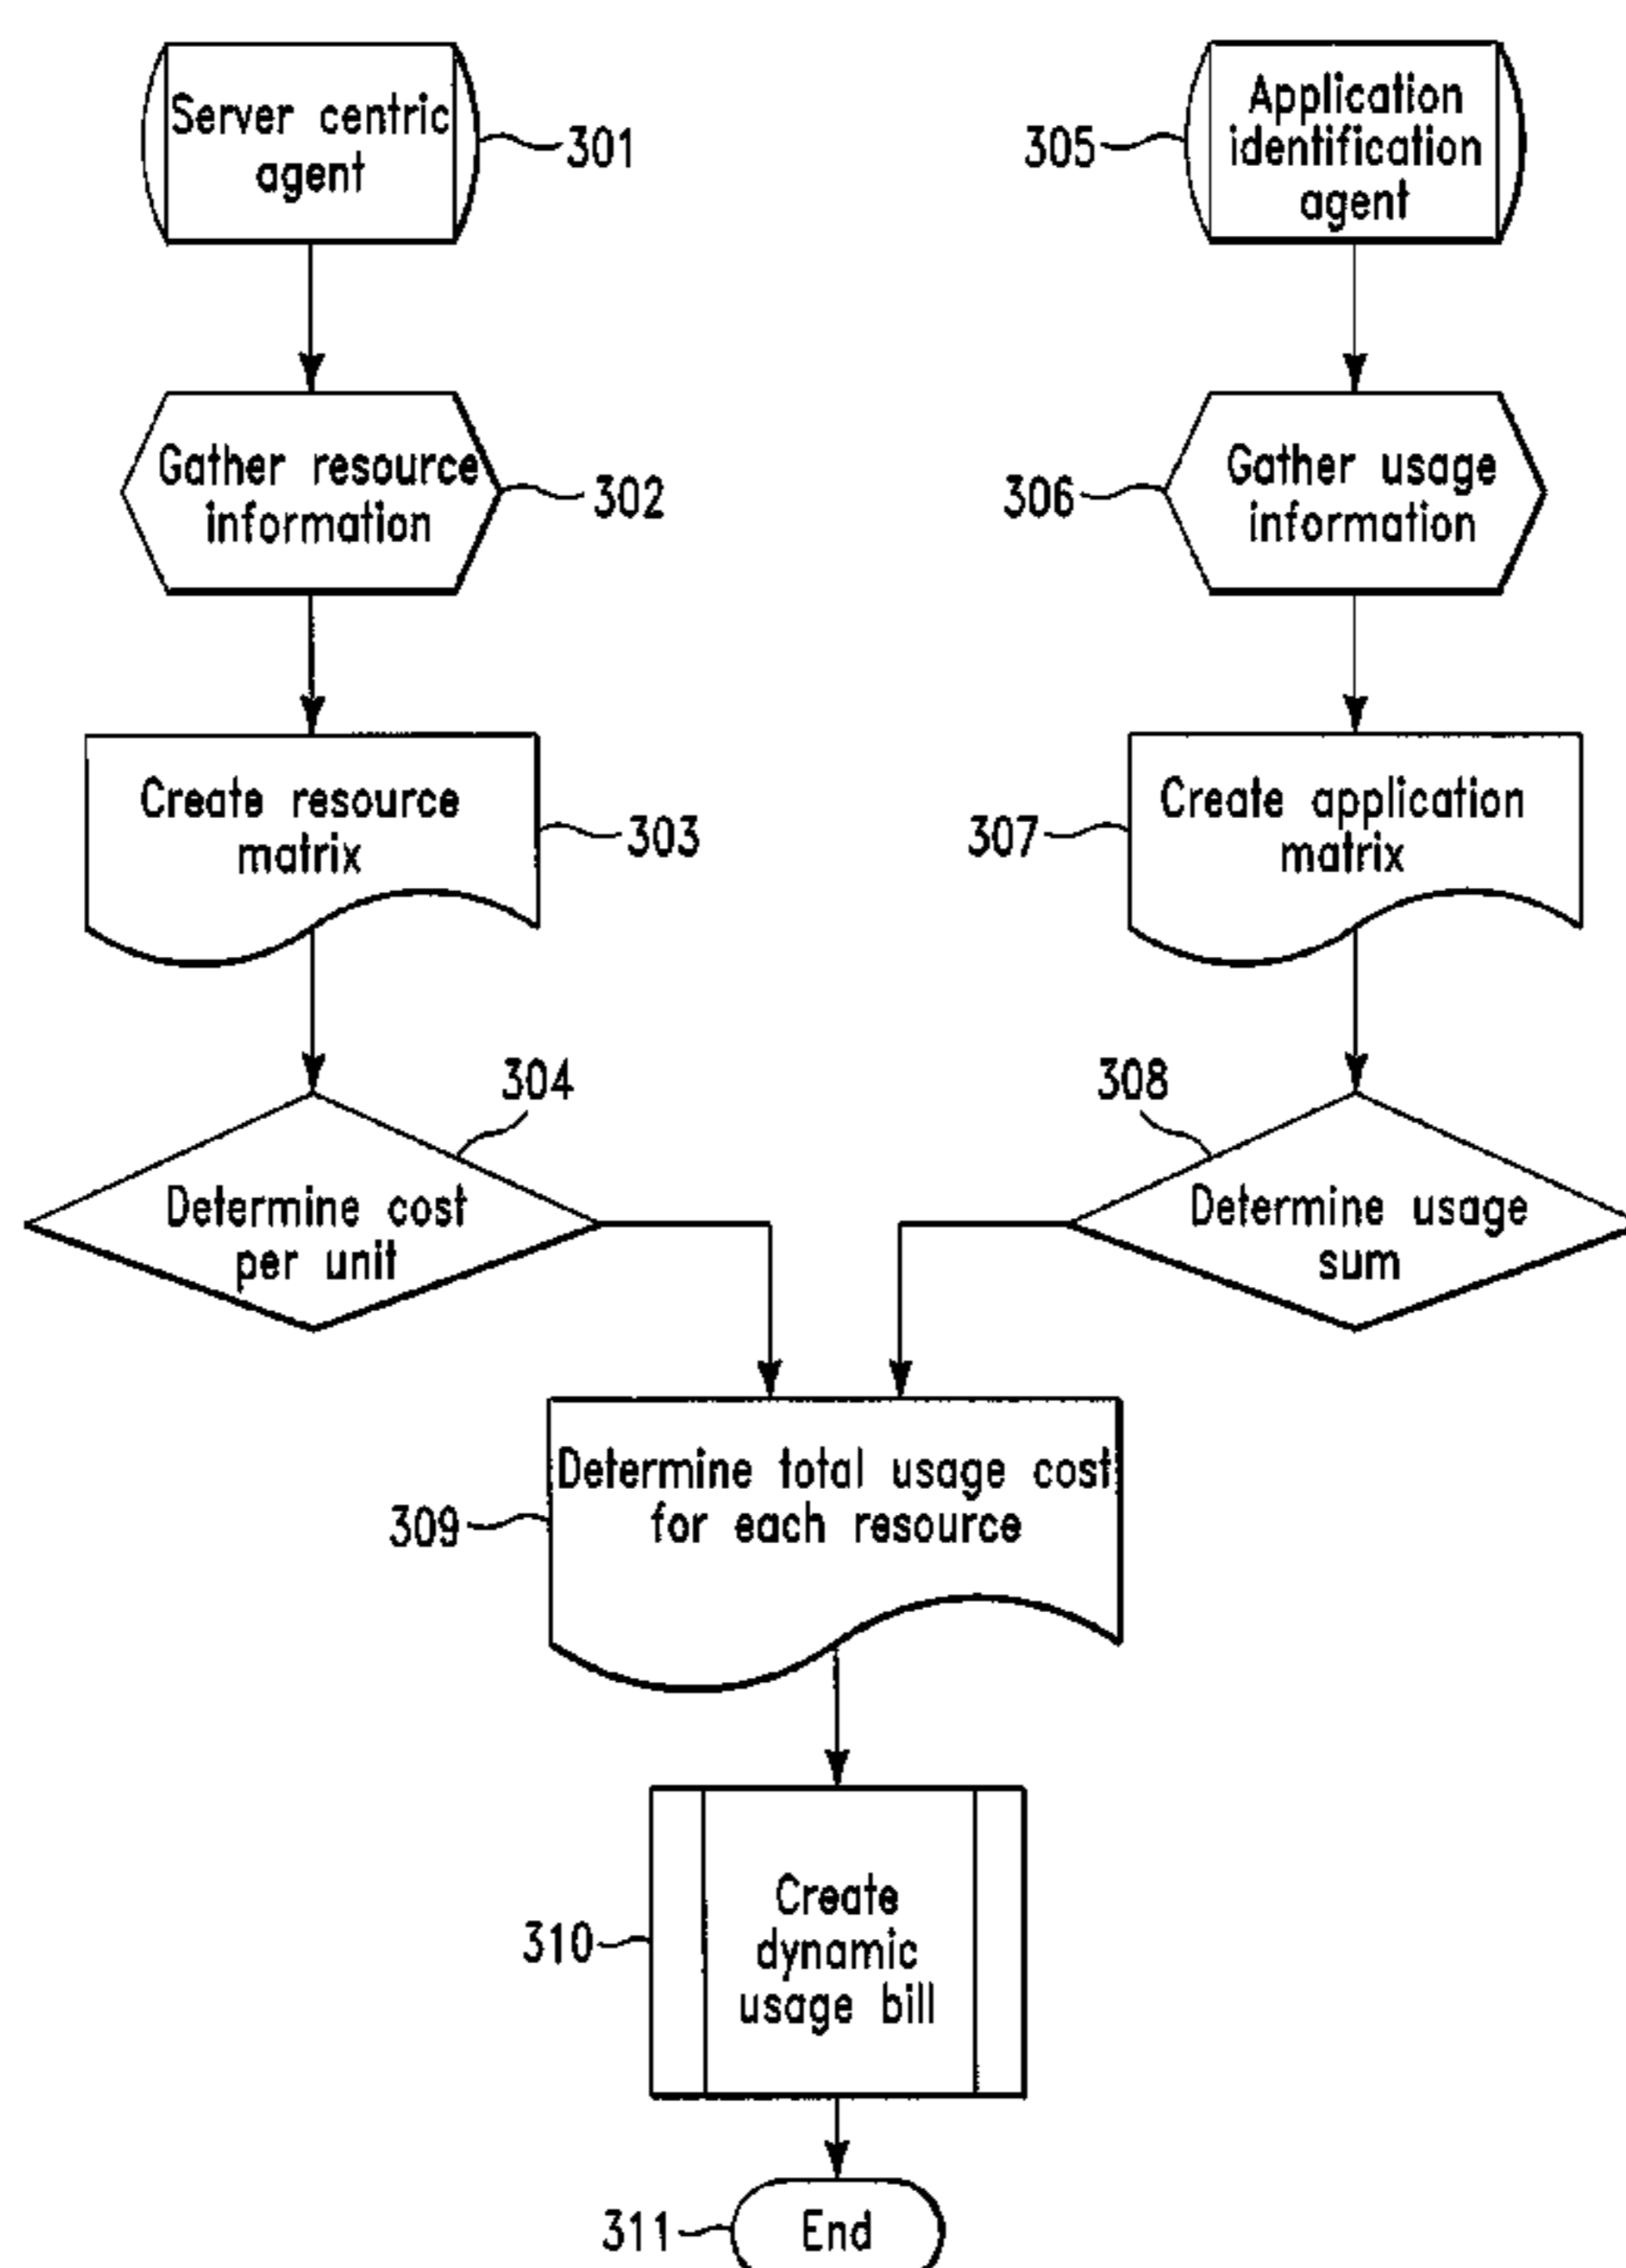 Server centric
agent
301
305
Application
identification
agent
Gather resource
information
302
306
Gather usage
information
Create resource
matrix
303
307
Create application
matrix
304
308
Determine cost
per unit
Determine usage
sum
Determine total usage cost
for each resource
309
310
Create
dynamic
usage bill
311
End